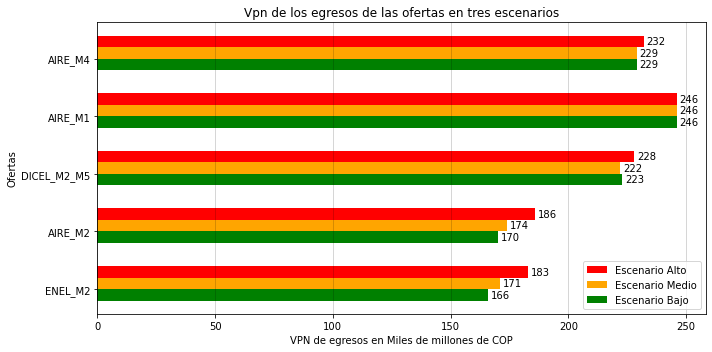 Vpn de los egresos de las ofertas en tres escenarios
Ofertas
AIRE_M4
232
229
229
AIRE_M1
246
246
246
DICEL_M2_M5
228
222
223
AIRE_M2
186
174
170
ENEL_M2
183
171
166
Escenario Alto
Escenario Medio
Escenario Bajo
0 50 100 150 200 250
VPN de egresos en Miles de millones de COP